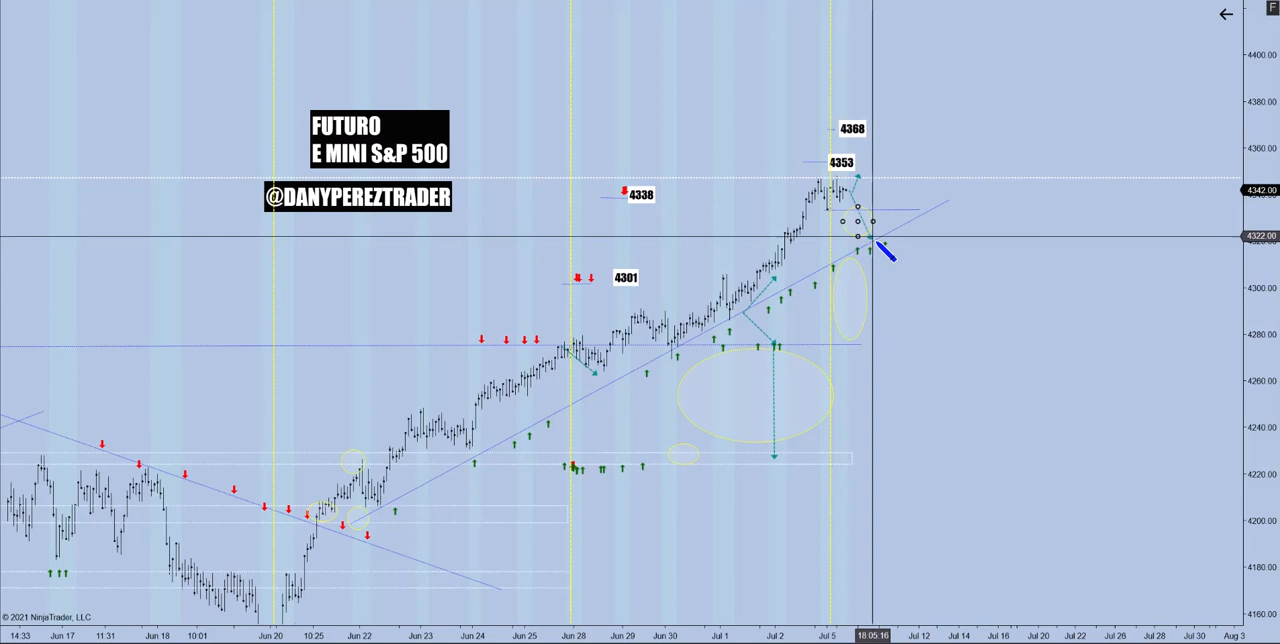 F
4400.00
4380.00
FUTURO
E MINI S&P 500
4368
4360.00
4353
@DANYPEREZTRADER
4338
4342.00
4322.00
4301
4300.00
4280.00
4260.00
4240.00
4220.00
4200.00
4180.00
4160.00
© 2021 NinjaTrader, LLC
14:33 Jun 17 11:31 Jun 18 10:01 Jun 20 10:25 Jun 22 Jun 23 Jun 24 Jun 28 Jun 29 Jun 30 Jul 1 Jul 2 Jul 5 18:05:16 Jul 12 Jul 14 Jul 16 Jul 20 Jul 22 Jul 26 Jul 28 Jul 30 Aug 3